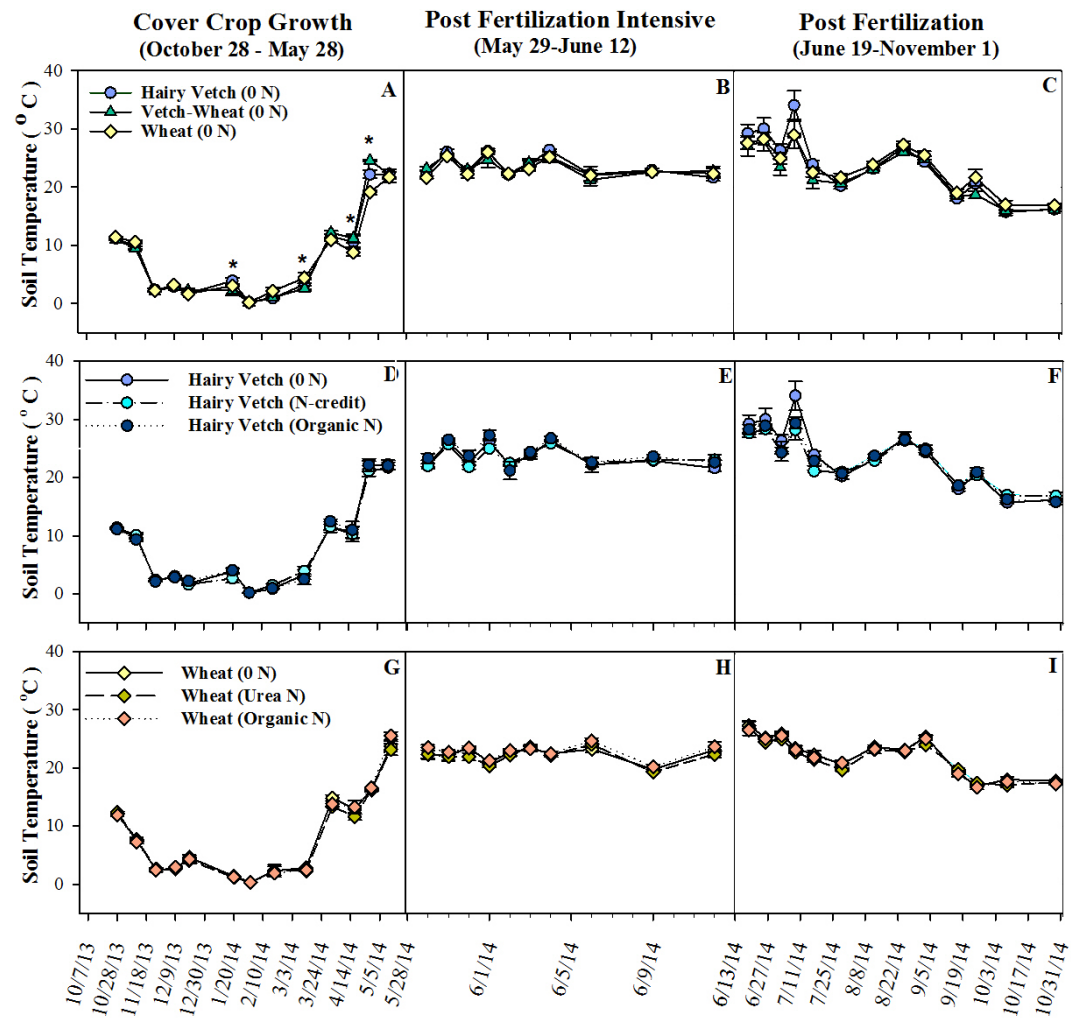 Cover Crop Growth
(October 28 - May 28)
Post Fertilization Intensive
(May 29-June 12)
Post Fertilization
(June 19-November 1)
Soil Temperature ( º C )
40
30
20
10
0
A
Hairy Vetch (0 N)
Vetch-Wheat (0 N)
Wheat (0 N)
*
*
*
*
B
C
Soil Temperature ( º C )
40
30
20
10
0
D
Hairy Vetch (0 N)
Hairy Vetch (N-credit)
Hairy Vetch (Organic N)
E
F
Soil Temperature ( ºC )
40
30
20
10
0
G
Wheat (0 N)
Wheat (Urea N)
Wheat (Organic N)
H
I
10/7/13
10/28/13
11/18/13
12/9/13
12/30/13
1/20/14
2/10/14
3/3/14
3/24/14
4/14/14
5/5/14
5/28/14
6/1/14
6/5/14
6/9/14
6/13/14
6/27/14
7/11/14
7/25/14
8/8/14
8/22/14
9/5/14
9/19/14
10/3/14
10/17/14
10/31/14